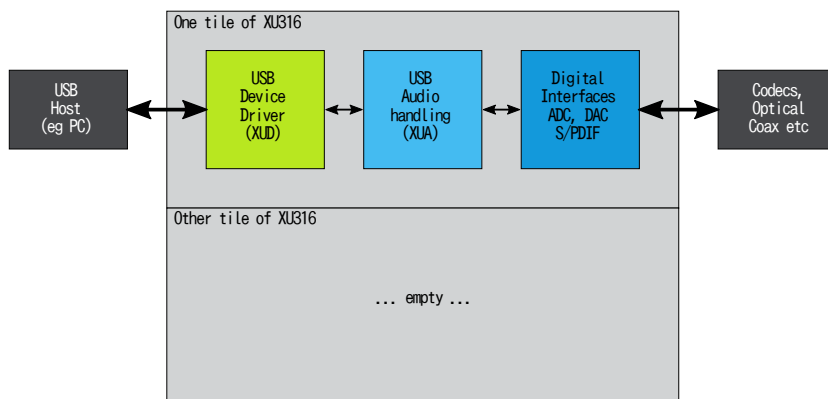 One tile of XU316
USB
Host
(eg PC)
USB
Device
Driver
(XUD)
USB
Audio
handling
(XUA)
Digital
Interfaces
ADC, DAC
S/PDIF
Codecs,
Optical
Coax etc
Other tile of XU316
... empty ...